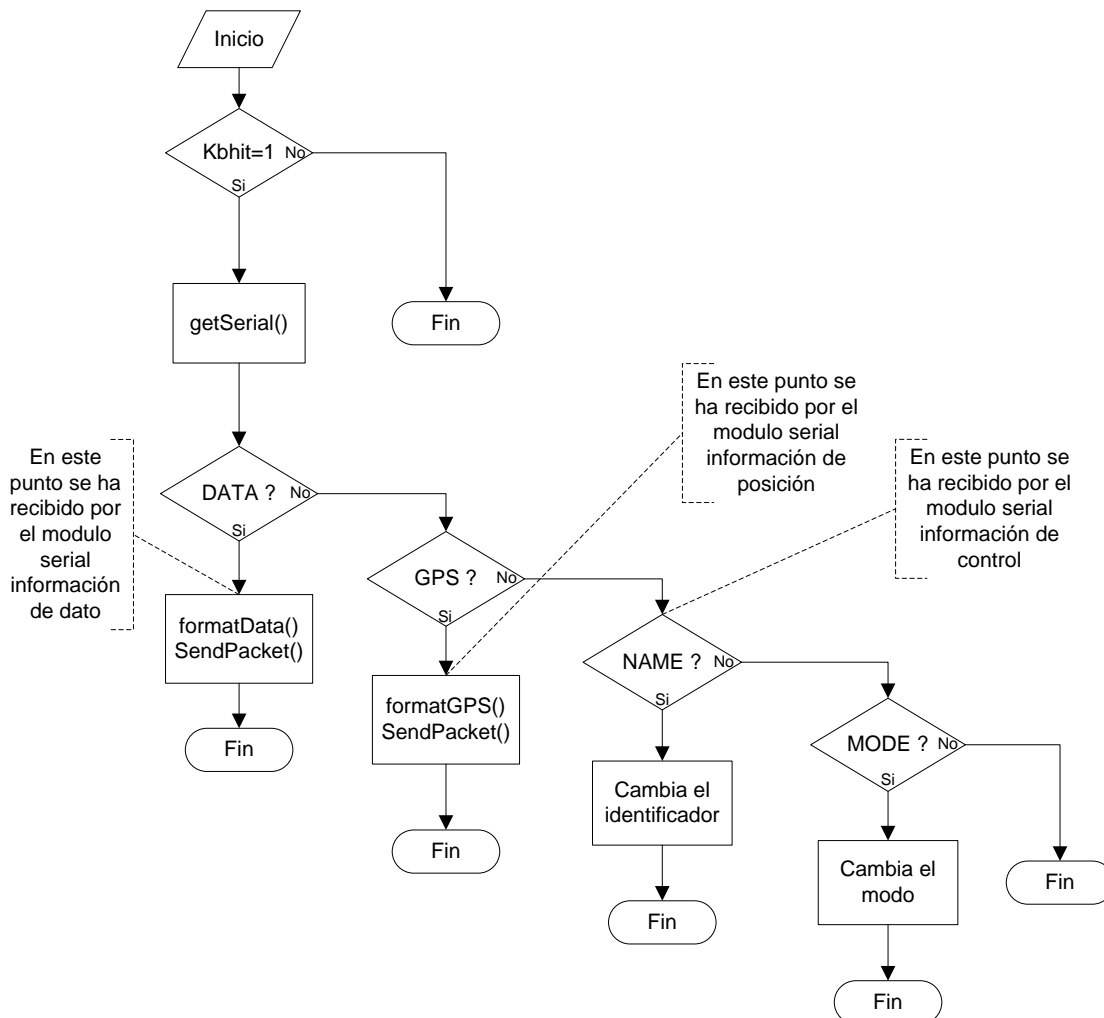 Inicio
Kbhit=1
No
Si
getSerial()
Fin
En este punto se
ha recibido por el
modulo serial
información de
posición
En este punto se
ha recibido por el
modulo serial
información de
control
En este
punto se ha
recibido por
el modulo
serial
información
de dato
DATA ?
No
Si
GPS ?
No
Si
formatData()
SendPacket()
NAME ?
No
Si
formatGPS()
SendPacket()
Fin
MODE ?
No
Si
Cambia el
identificador
Fin
Cambia el
modo
Fin
Fin
Fin